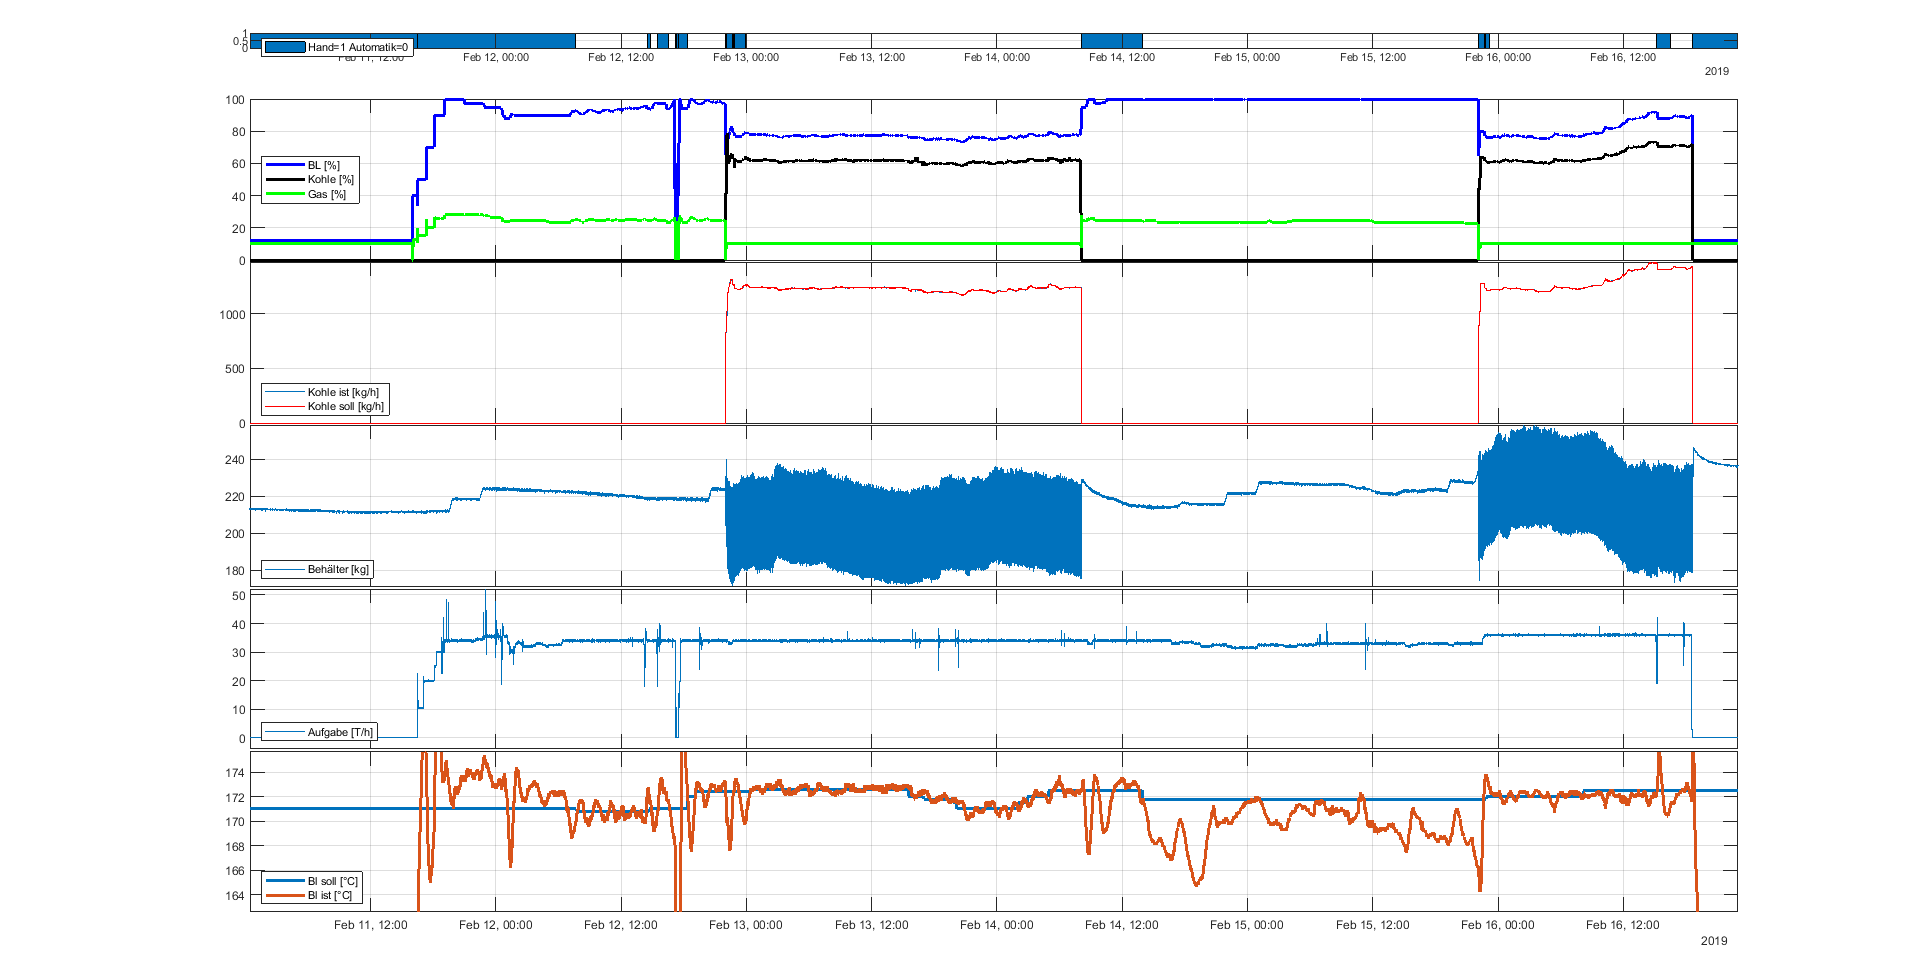 1
0.5
0
Hand=1 Automatik=0
Feb 11, 12:00 Feb 12, 00:00 Feb 12, 12:00 Feb 13, 00:00 Feb 13, 12:00 Feb 14, 00:00 Feb 14, 12:00 Feb 15, 00:00 Feb 15, 12:00 Feb 16, 00:00 Feb 16, 12:00
2019
100
80
60
40
20
0
BL [%]
Kohle [%]
Gas [%]
1000
500
0
Kohle ist [kg/h]
Kohle soll [kg/h]
240
220
200
180
Behälter [kg]
50
40
30
20
10
0
Aufgabe [T/h]
174
172
170
168
166
164
Bl soll [°C]
Bl ist [°C]
Feb 11, 12:00 Feb 12, 00:00 Feb 12, 12:00 Feb 13, 00:00 Feb 13, 12:00 Feb 14, 00:00 Feb 14, 12:00 Feb 15, 00:00 Feb 15, 12:00 Feb 16, 00:00 Feb 16, 12:00
2019